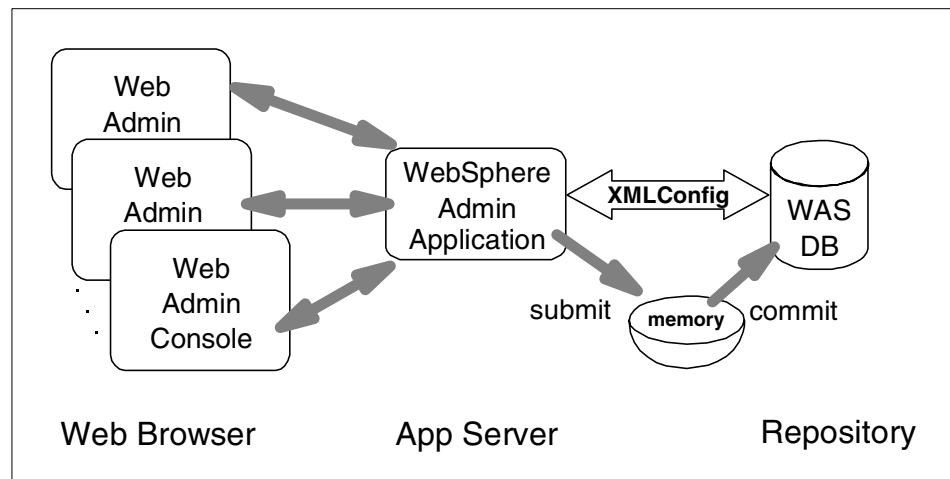 Web
Admin
Web
Admin
Web
Admin
Console
WebSphere
Admin
Application
XMLConfig
WAS
DB
submit
memory
commit
Web Browser
App Server
Repository